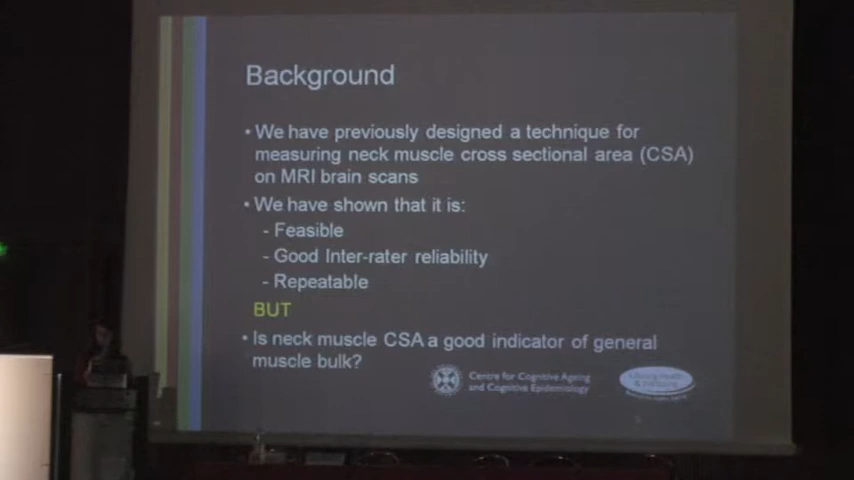 Background
• We have previously designed a technique for
measuring neck muscle cross sectional area (CSA)
on MRI brain scans
• We have shown that it is:
- Feasible
- Good Inter-rater reliability
- Repeatable
BUT
• Is neck muscle CSA a good indicator of general
muscle bulk?
Centre for Cognitive Ageing
and Cognitive Epidemiology